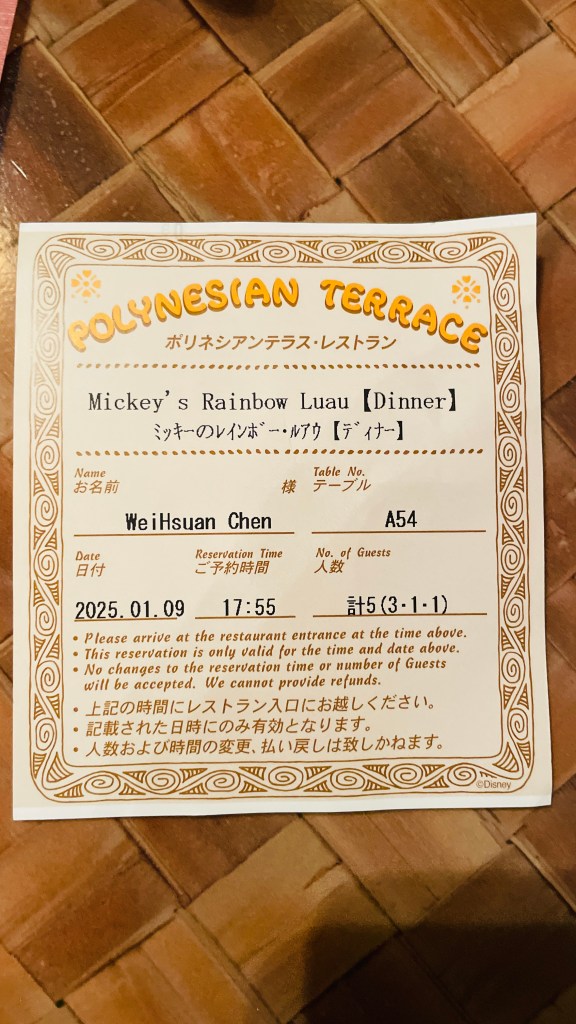 POLYNESIAN TERRACE
ポリネシアンテラス・レストラン
Mickey's Rainbow Luau【Dinner】
ﾐｯｷｰのﾚｲﾝﾎﾞｰ・ﾙｱｳ【ﾃﾞｨﾅｰ】
Name Table No.
お名前 様 テーブル
WeiHsuan Chen A54
Date Reservation Time No. of Guests
日付 ご予約時間 人数
2025.01.09 17:55 計5(3・1・1)
• Please arrive at the restaurant entrance at the time above.
• This reservation is only valid for the time and date above.
• No changes to the reservation time or number of Guests
will be accepted. We cannot provide refunds.
• 上記の時間にレストラン入口にお越しください。
• 記載された日時にのみ有効となります。
• 人数および時間の変更、払い戻しは致しかねます。
©Disney